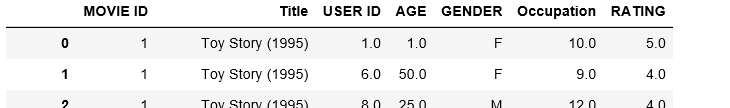 MOVIE ID Title USER ID AGE GENDER Occupation RATING
0 1 Toy Story (1995) 1.0 1.0 F 10.0 5.0
1 1 Toy Story (1995) 6.0 50.0 F 9.0 4.0
2 1 Toy Story (1995) 8.0 25.0 M 12.0 4.0